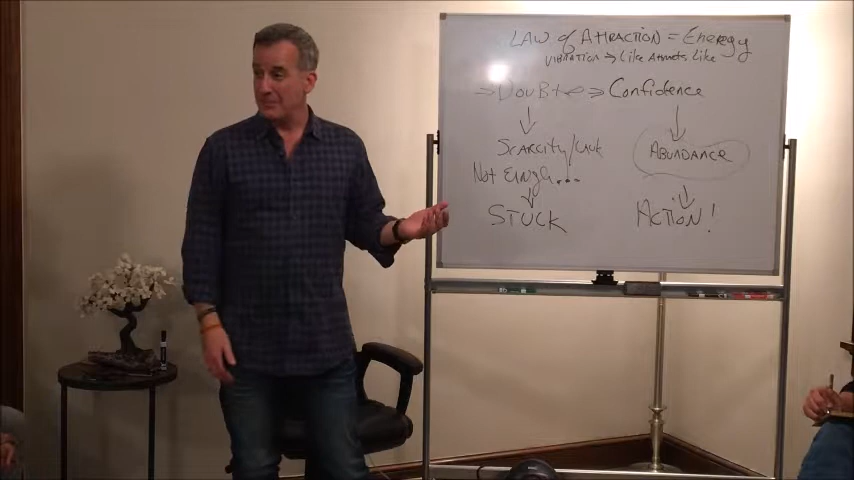 LAW of ATTRACTION = Energy
VIBRATION → Like Attracts Like
→ Doubt ←→ Confidence
Scarcity/Lack
ABUNDANCE
Not Enough...
STUCK
ACTION!